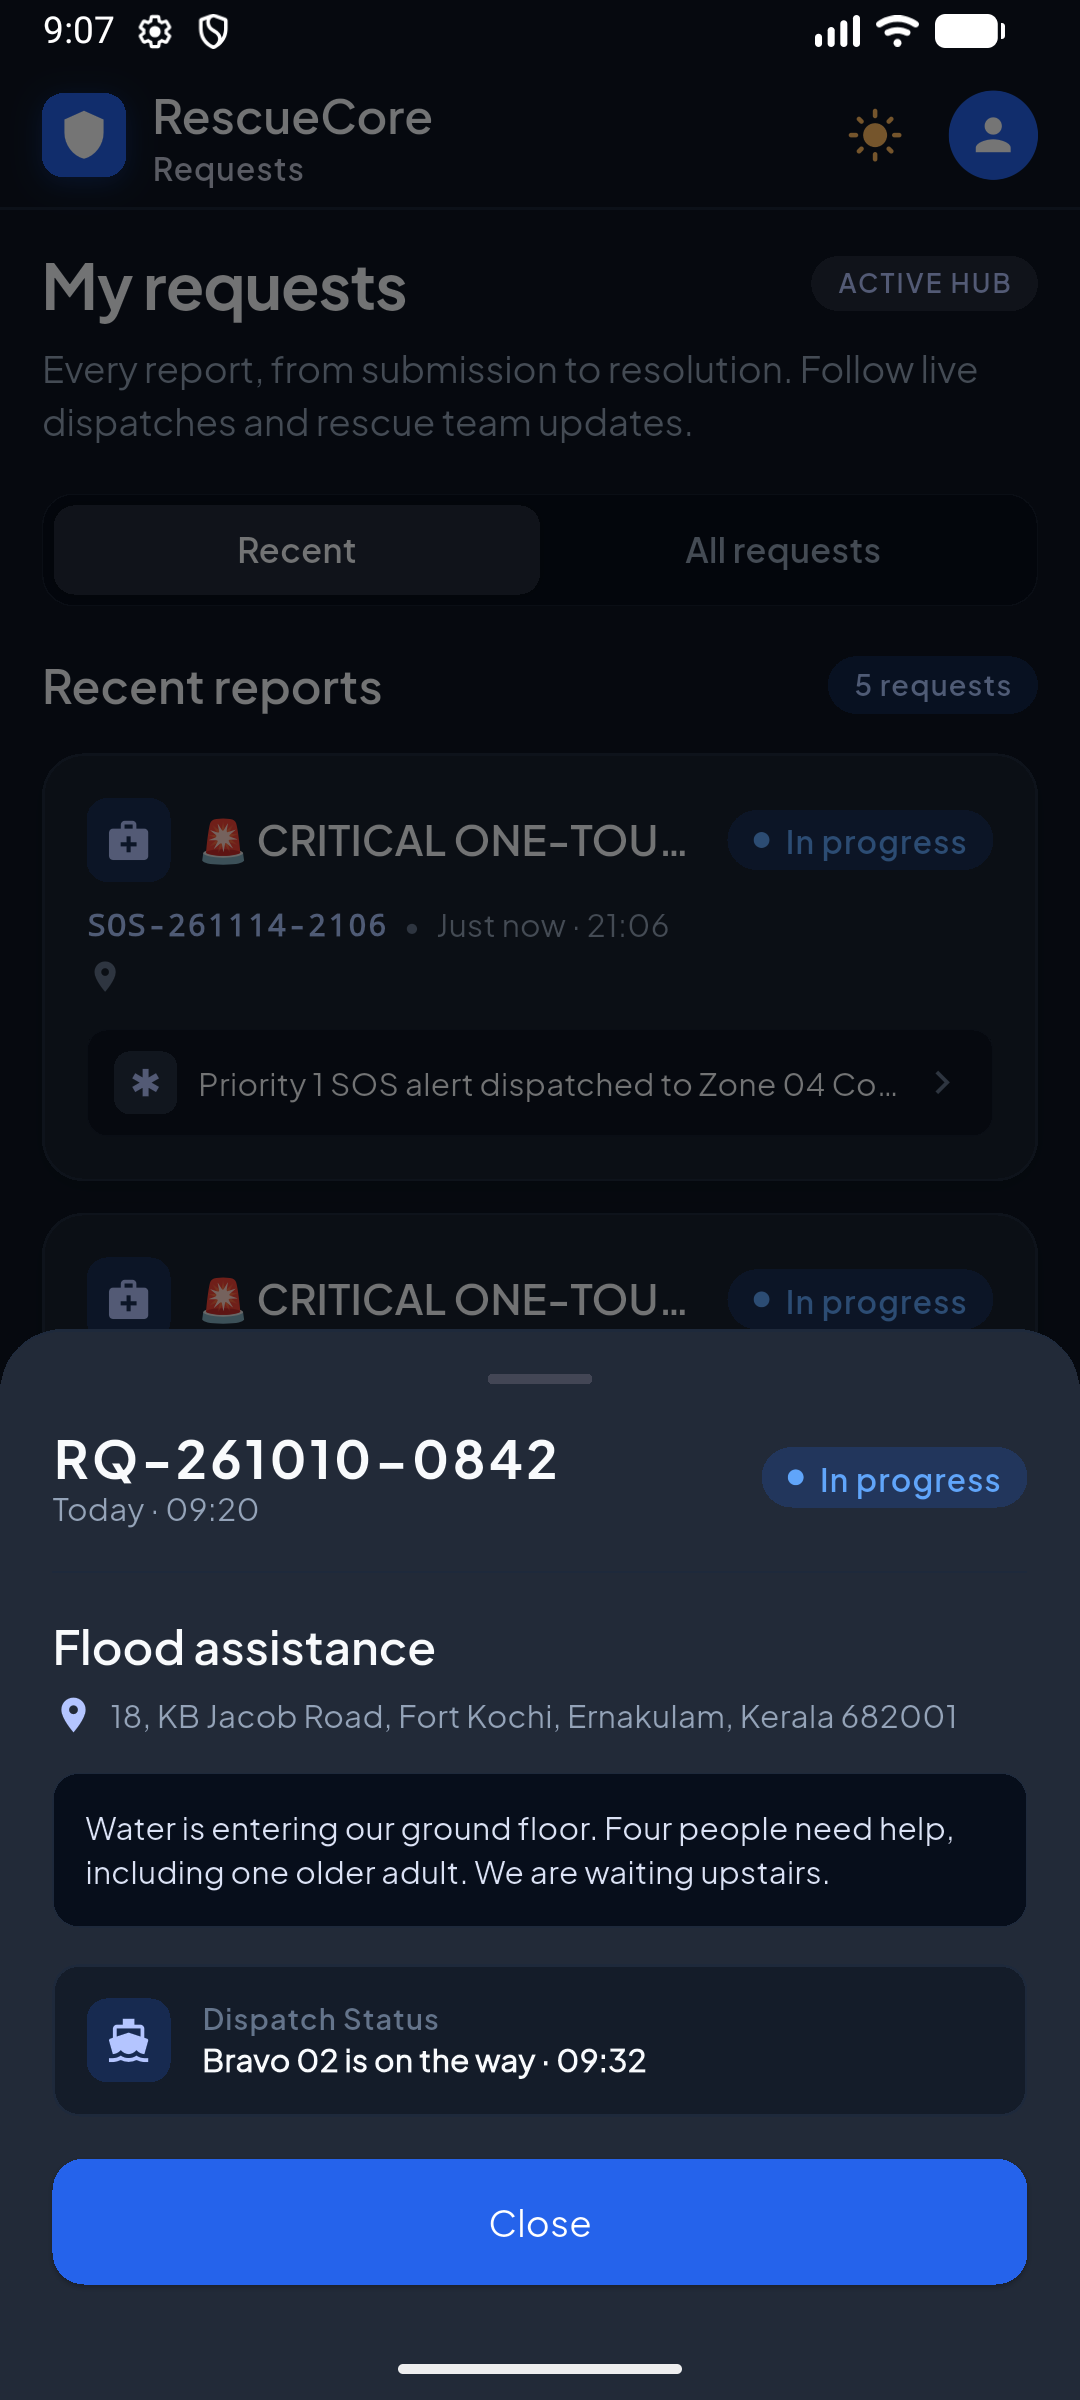 9:07
RescueCore
Requests
My requests
ACTIVE HUB
Every report, from submission to resolution. Follow live
dispatches and rescue team updates.
Recent
All requests
Recent reports
5 requests
🚨 CRITICAL ONE-TOU...
In progress
SOS-261114-2106 • Just now · 21:06
Priority 1 SOS alert dispatched to Zone 04 Co...
🚨 CRITICAL ONE-TOU...
In progress
RQ-261010-0842
In progress
Today · 09:20
Flood assistance
18, KB Jacob Road, Fort Kochi, Ernakulam, Kerala 682001
Water is entering our ground floor. Four people need help,
including one older adult. We are waiting upstairs.
Dispatch Status
Bravo 02 is on the way · 09:32
Close